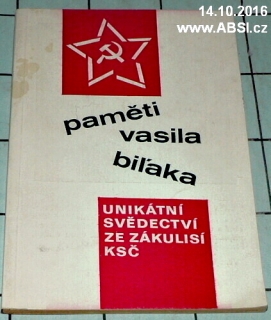 14.10.2016
www.ABSI.cz
paměti
vasila
biľaka
UNIKÁTNÍ
SVĚDECTVÍ
ZE ZÁKULISÍ
KSČ